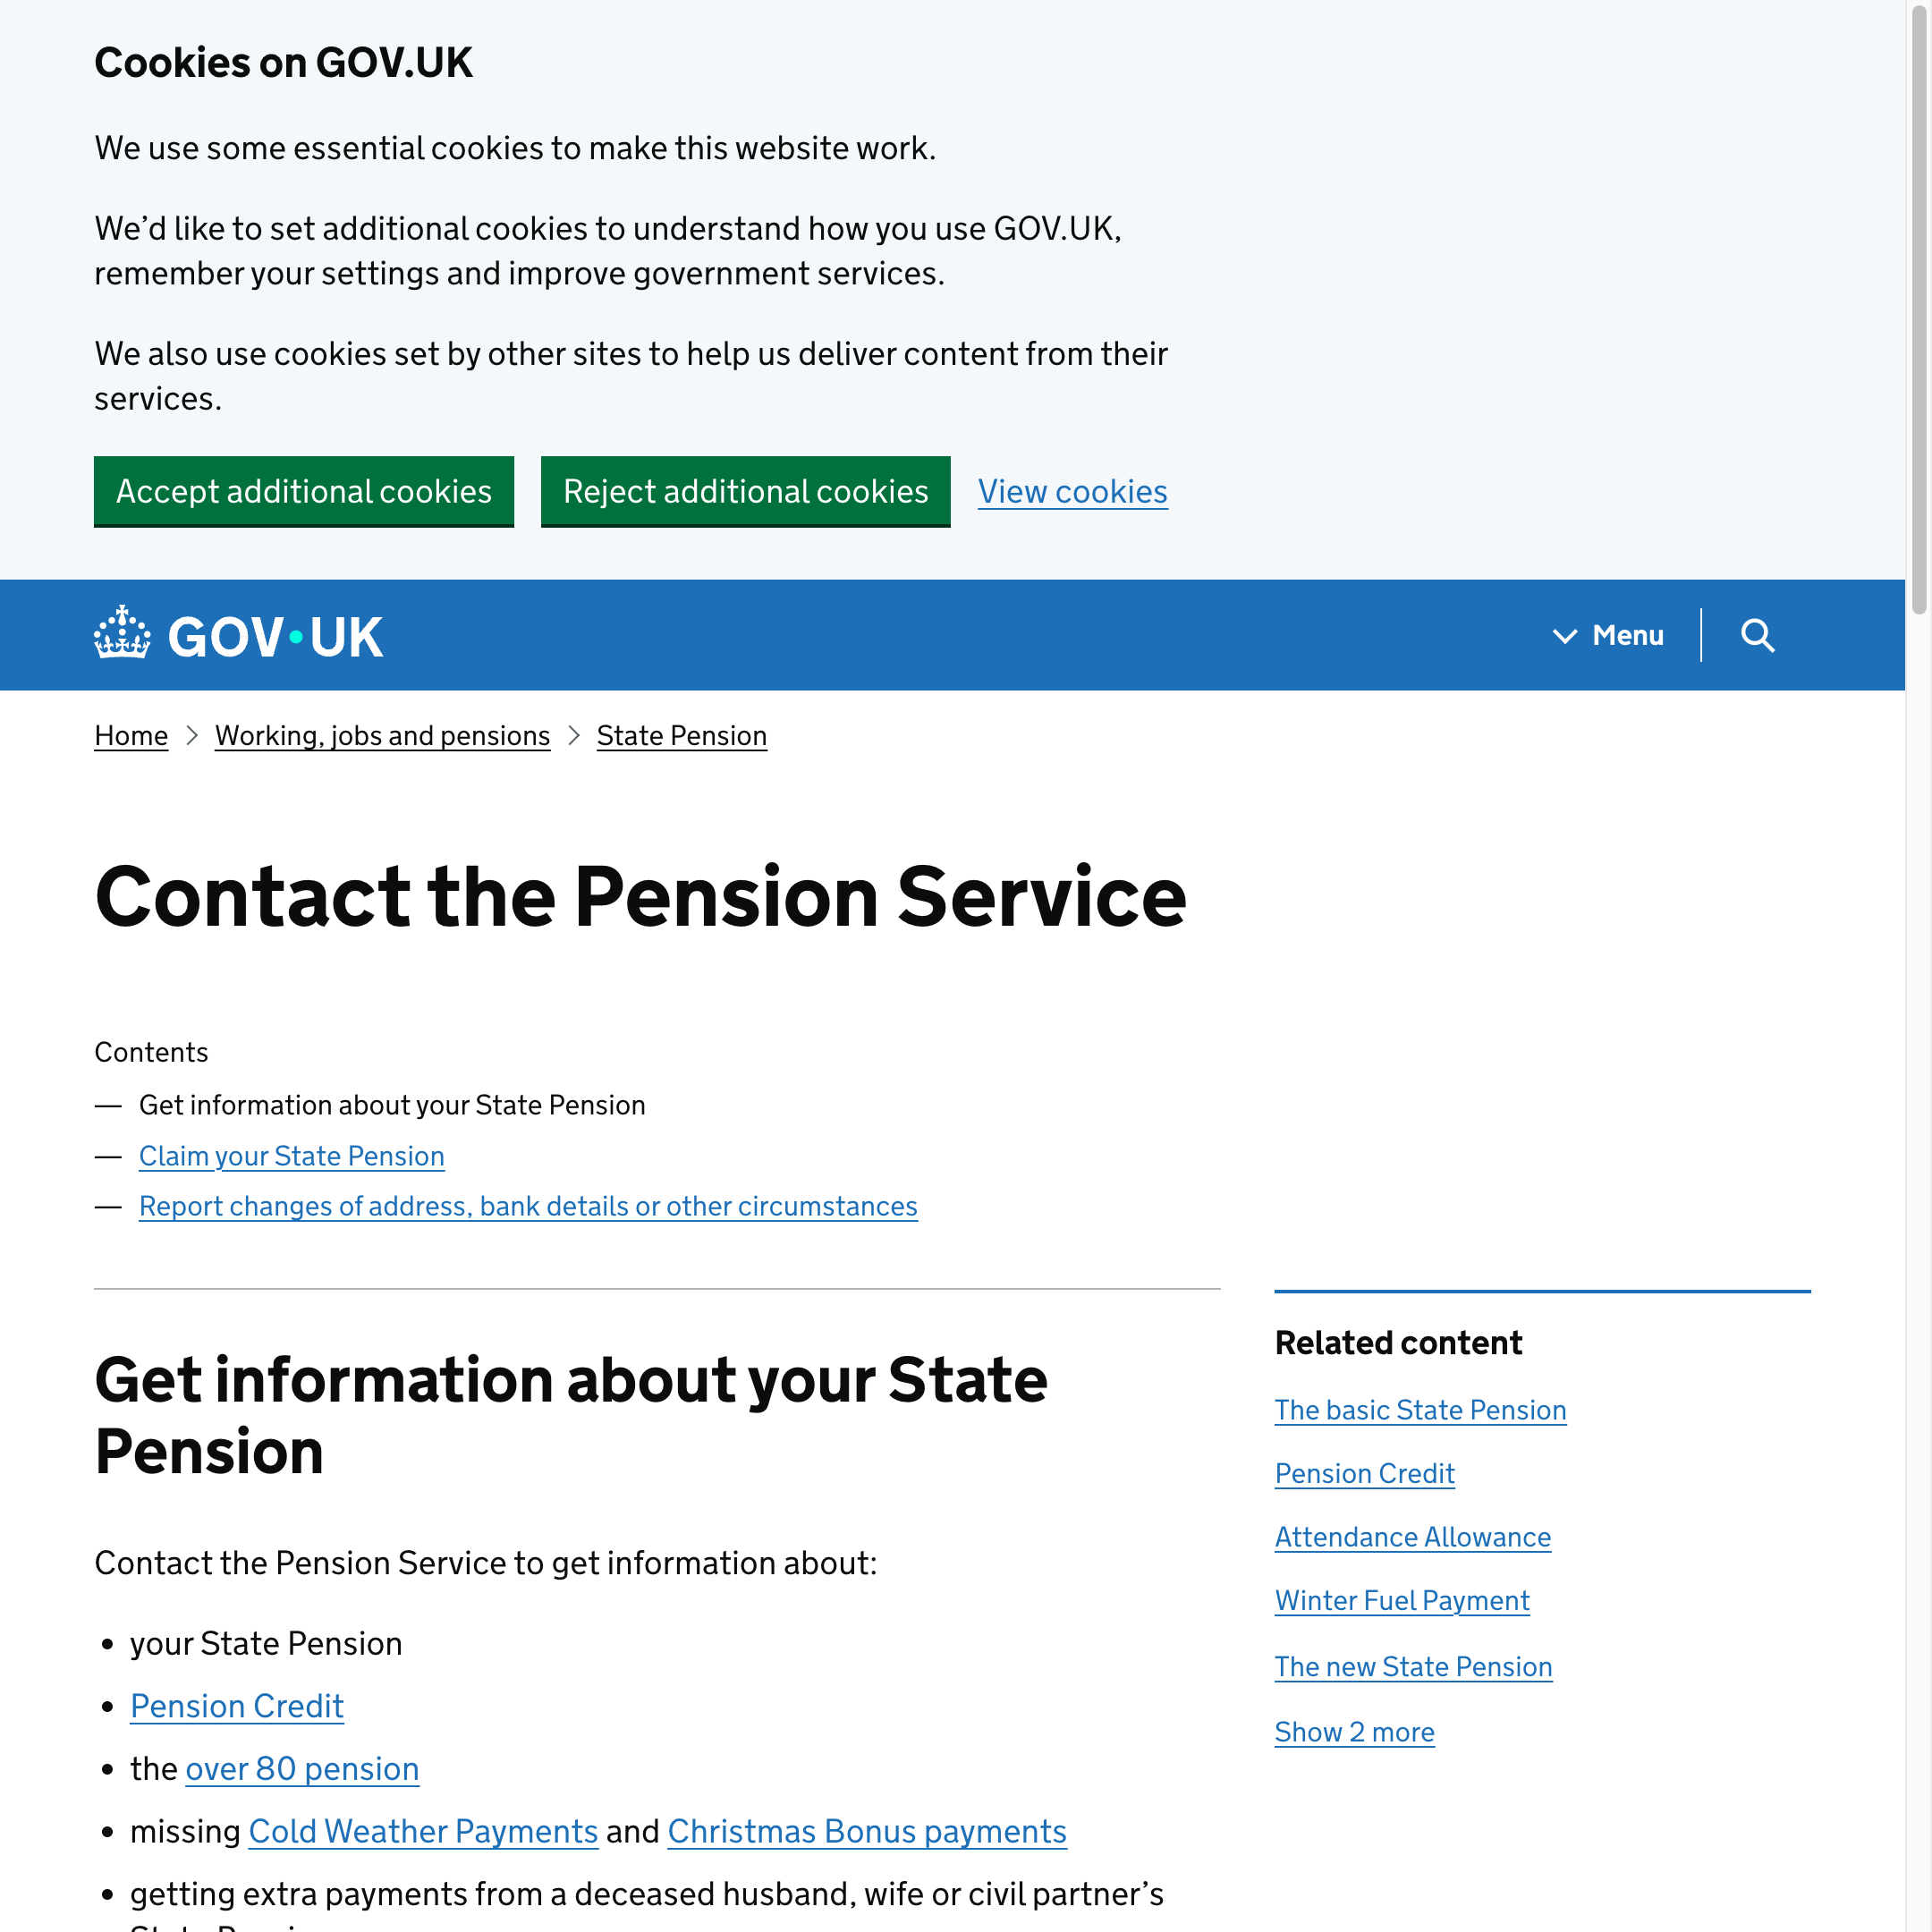 Cookies on GOV.UK
We use some essential cookies to make this website work.
We’d like to set additional cookies to understand how you use GOV.UK,
remember your settings and improve government services.
We also use cookies set by other sites to help us deliver content from their
services.
Accept additional cookies Reject additional cookies View cookies
GOV·UK Menu
Home > Working, jobs and pensions > State Pension
Contact the Pension Service
Contents
— Get information about your State Pension
— Claim your State Pension
— Report changes of address, bank details or other circumstances
Get information about your State
Pension
Contact the Pension Service to get information about:
• your State Pension
• Pension Credit
• the over 80 pension
• missing Cold Weather Payments and Christmas Bonus payments
• getting extra payments from a deceased husband, wife or civil partner’s
Related content
The basic State Pension
Pension Credit
Attendance Allowance
Winter Fuel Payment
The new State Pension
Show 2 more